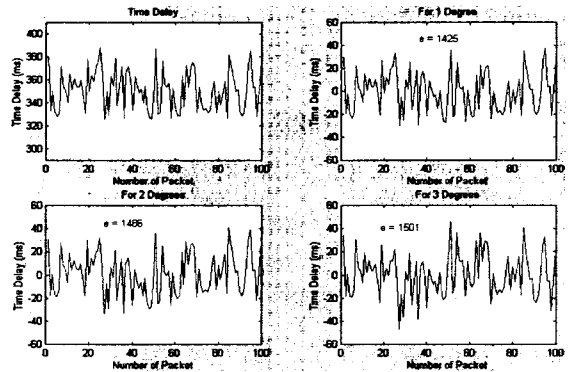 Time Delay
Time Delay (ms)
400
380
360
340
320
300
0 20 40 60 80 100
Number of Packet
For 1 Degree
e = 1425
Time Delay (ms)
60
40
20
0
-20
-40
-60
0 20 40 60 80 100
Number of Packet
For 2 Degrees
e = 1486
Time Delay (ms)
60
40
20
0
-20
-40
-60
0 20 40 60 80 100
Number of Packet
For 3 Degrees
e = 1501
Time Delay (ms)
60
40
20
0
-20
-40
-60
0 20 40 60 80 100
Number of Packet